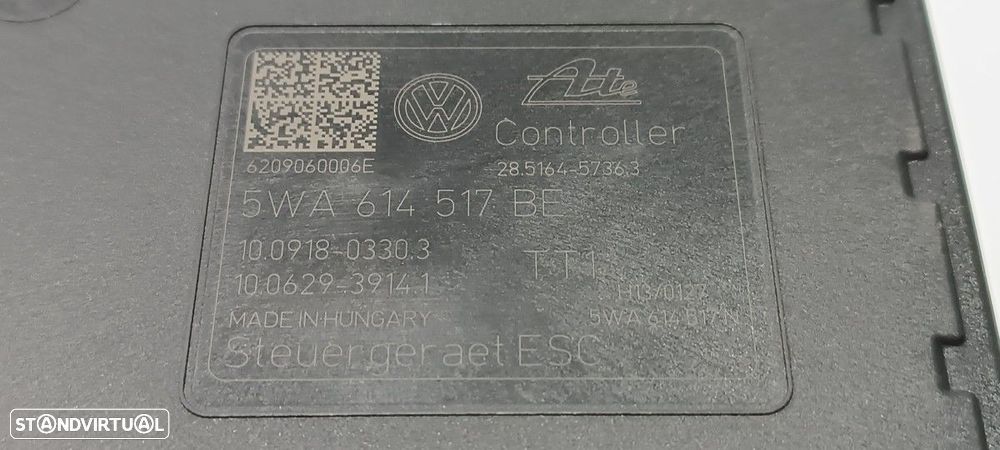 Ate
Controller
6209060006E
28.5164-5736.3
5WA 614 517 BE
10.0918-0330.3
TT1
10.0629-3914.1
H13/0127
MADE IN HUNGARY
5WA 614 517 N
Steuergeraet ESC
STANDVIRTUAL